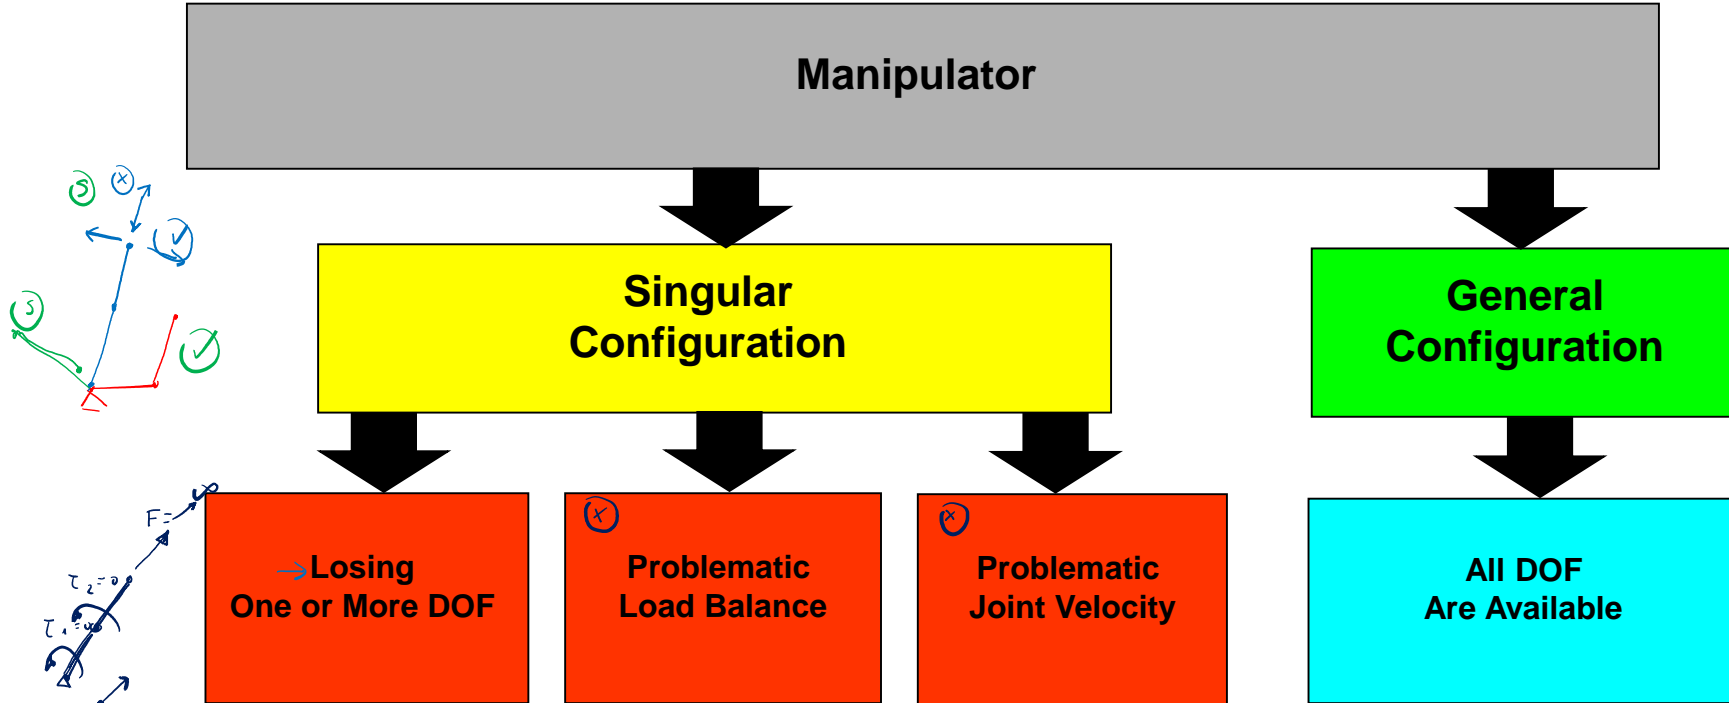 Manipulator
Singular
Configuration
General
Configuration
S
x
S
F=
Losing
One or More DOF
x
Problematic
Load Balance
x
Problematic
Joint Velocity
All DOF
Are Available